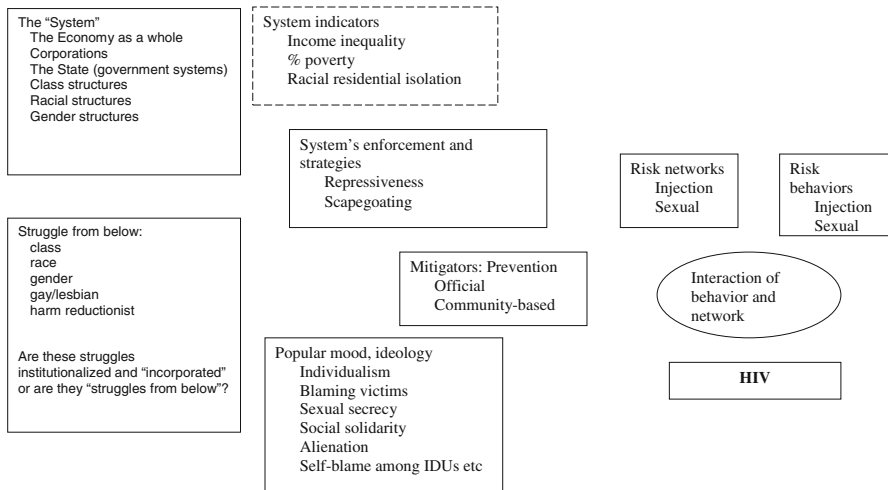 The “System”
The Economy as a whole
Corporations
The State (government systems)
Class structures
Racial structures
Gender structures
System indicators
Income inequality
% poverty
Racial residential isolation
System’s enforcement and
strategies
Repressiveness
Scapegoating
Risk networks
Injection
Sexual
Risk
behaviors
Injection
Sexual
Struggle from below:
class
race
gender
gay/lesbian
harm reductionist
Are these struggles
institutionalized and “incorporated”
or are they “struggles from below”?
Mitigators: Prevention
Official
Community-based
Interaction of
behavior and
network
Popular mood, ideology
Individualism
Blaming victims
Sexual secrecy
Social solidarity
Alienation
Self-blame among IDUs etc
HIV